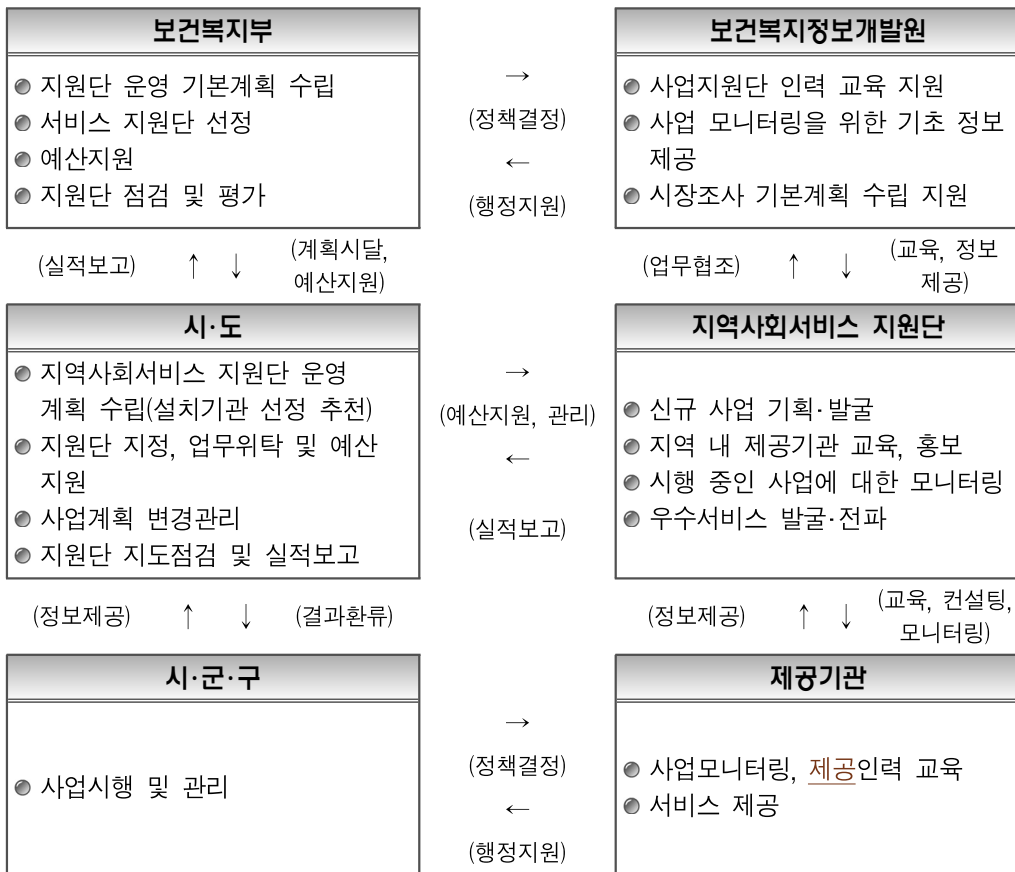 보건복지부
● 지원단 운영 기본계획 수립
● 서비스 지원단 선정
● 예산지원
● 지원단 점검 및 평가
→
(정책결정)
←
(행정지원)
보건복지정보개발원
● 사업지원단 인력 교육 지원
● 사업 모니터링을 위한 기초 정보
제공
● 시장조사 기본계획 수립 지원
(실적보고) ↑ ↓ (계획시달,
예산지원)
(업무협조) ↑ ↓ (교육, 정보
제공)
시·도
● 지역사회서비스 지원단 운영
계획 수립(설치기관 선정 추천)
● 지원단 지정, 업무위탁 및 예산
지원
● 사업계획 변경관리
● 지원단 지도점검 및 실적보고
→
(예산지원, 관리)
←
(실적보고)
지역사회서비스 지원단
● 신규 사업 기획·발굴
● 지역 내 제공기관 교육, 홍보
● 시행 중인 사업에 대한 모니터링
● 우수서비스 발굴·전파
(정보제공) ↑ ↓ (결과환류)
(정보제공) ↑ ↓ (교육, 컨설팅,
모니터링)
시·군·구
● 사업시행 및 관리
→
(정책결정)
←
(행정지원)
제공기관
● 사업모니터링, 제공인력 교육
● 서비스 제공